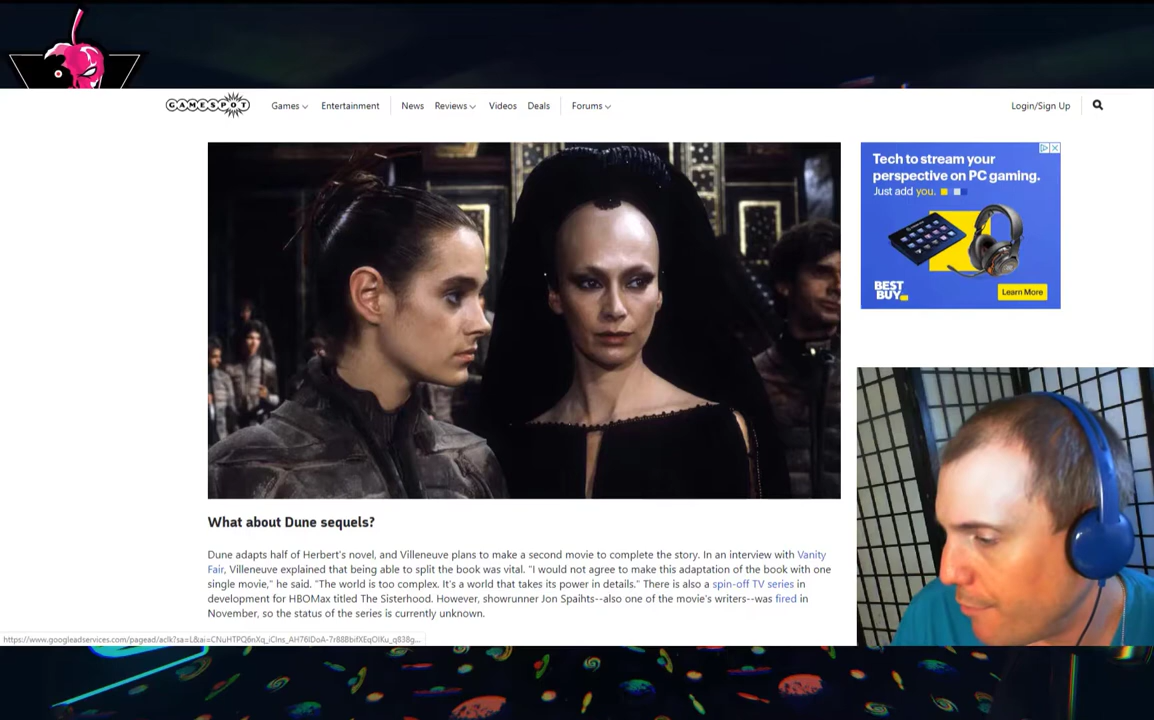 GAMESPOT
Games
Entertainment
News
Reviews
Videos
Deals
Forums
Login/Sign Up
Tech to stream your
perspective on PC gaming.
Just add you.
BEST
BUY
Learn More
What about Dune sequels?
Dune adapts half of Herbert's novel, and Villeneuve plans to make a second movie to complete the story. In an interview with Vanity
Fair, Villeneuve explained that being able to split the book was vital. "I would not agree to make this adaptation of the book with one
single movie," he said. "The world is too complex. It's a world that takes its power in details." There is also a spin-off TV series in
development for HBOMax titled The Sisterhood. However, showrunner Jon Spaihts--also one of the movie's writers--was fired in
November, so the status of the series is currently unknown.